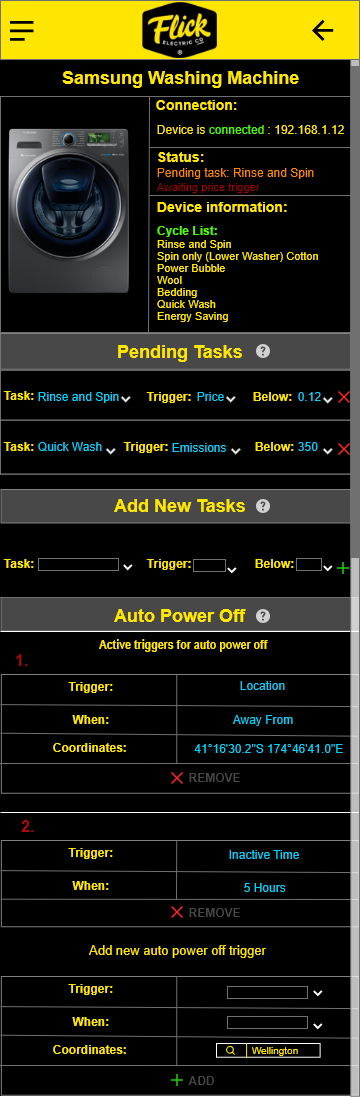 Flick
ELECTRIC CO
®
Samsung Washing Machine
Connection:
Device is connected : 192.168.1.12
Status:
Pending task: Rinse and Spin
Awaiting price trigger
Device information:
Cycle List:
Rinse and Spin
Spin only (Lower Washer) Cotton
Power Bubble
Wool
Bedding
Quick Wash
Energy Saving
Pending Tasks ?
Task: Rinse and Spin Trigger: Price Below: 0.12
Task: Quick Wash Trigger: Emissions Below: 350
Add New Tasks ?
Task: Trigger: Below:
Auto Power Off ?
Active triggers for auto power off
1.
Trigger: Location
When: Away From
Coordinates: 41°16'30.2"S 174°46'41.0"E
REMOVE
2.
Trigger: Inactive Time
When: 5 Hours
REMOVE
Add new auto power off trigger
Trigger:
When:
Coordinates: Wellington
ADD